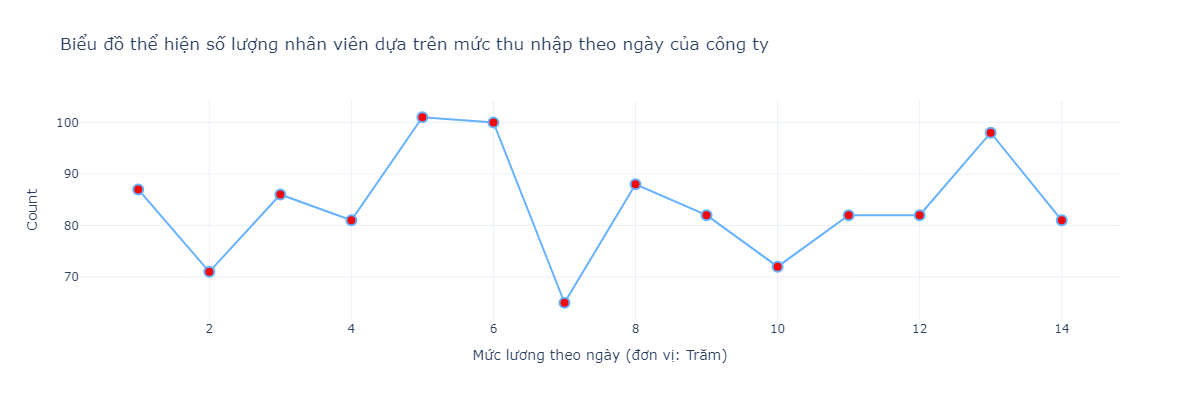 Biểu đồ thể hiện số lượng nhân viên dựa trên mức thu nhập theo ngày của công ty
100
90
Count
80
70
2 4 6 8 10 12 14
Mức lương theo ngày (đơn vị: Trăm)